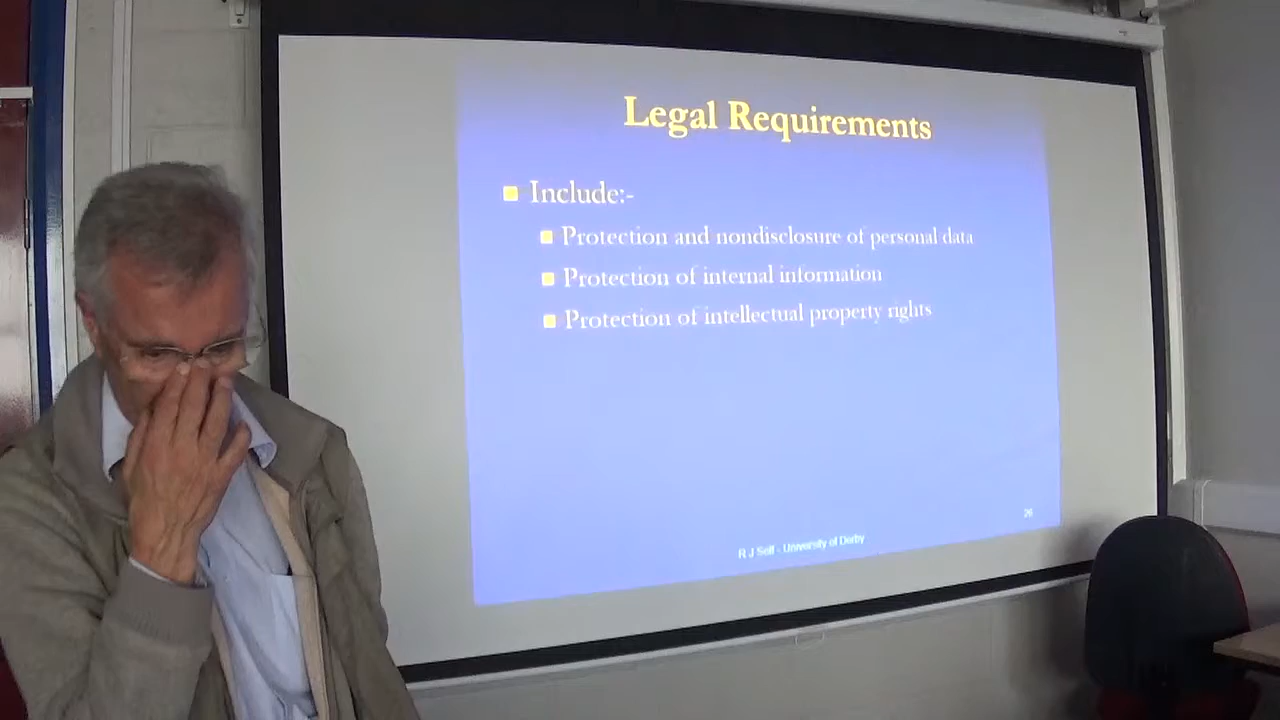 Legal Requirements
Include:-
Protection and nondisclosure of personal data
Protection of internal information
Protection of intellectual property rights
26
R J Self - University of Derby